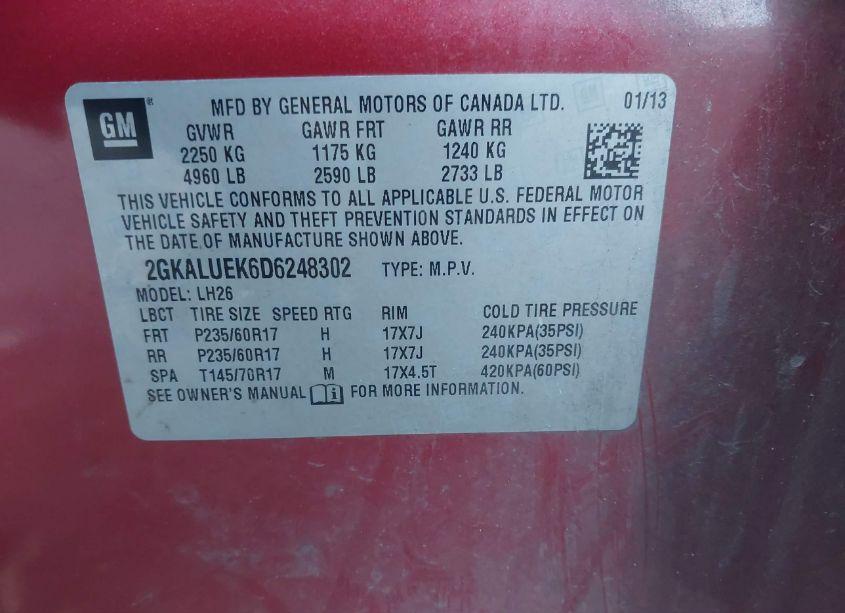 GM ® MFD BY GENERAL MOTORS OF CANADA LTD. 01/13
GVWR GAWR FRT GAWR RR
2250 KG 1175 KG 1240 KG
4960 LB 2590 LB 2733 LB
THIS VEHICLE CONFORMS TO ALL APPLICABLE U.S. FEDERAL MOTOR
VEHICLE SAFETY AND THEFT PREVENTION STANDARDS IN EFFECT ON
THE DATE OF MANUFACTURE SHOWN ABOVE.
2GKALUEK6D6248302 TYPE: M.P.V.
MODEL: LH26
LBCT TIRE SIZE SPEED RTG RIM COLD TIRE PRESSURE
FRT P235/60R17 H 17X7J 240KPA(35PSI)
RR P235/60R17 H 17X7J 240KPA(35PSI)
SPA T145/70R17 M 17X4.5T 420KPA(60PSI)
SEE OWNER'S MANUAL FOR MORE INFORMATION.